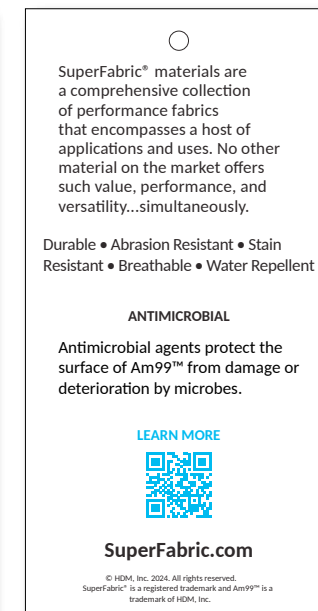 SuperFabric® materials are
a comprehensive collection
of performance fabrics
that encompasses a host of
applications and uses. No other
material on the market offers
such value, performance, and
versatility...simultaneously.
Durable • Abrasion Resistant • Stain
Resistant • Breathable • Water Repellent
ANTIMICROBIAL
Antimicrobial agents protect the
surface of Am99™ from damage or
deterioration by microbes.
LEARN MORE
SuperFabric.com
© HDM, Inc. 2024. All rights reserved.
SuperFabric® is a registered trademark and Am99™ is a
trademark of HDM, Inc.